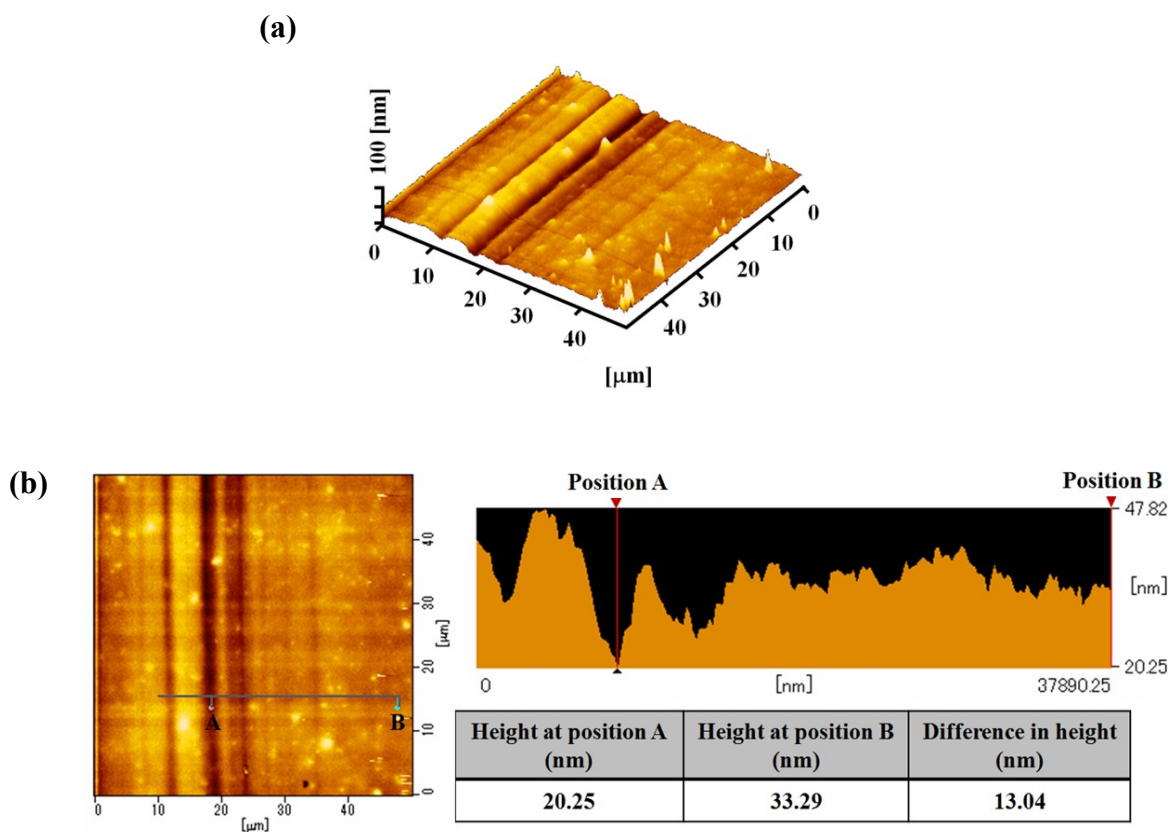 (a)
100 [nm]
0
10
20
30
40
0
10
20
30
40
[μm]
(b)
Position A
Position B
47.82
[nm]
20.25
0
[nm]
37890.25
A
B
40
30
20
10
0
[μm]
0
10
20
30
40
[μm]
Height at position A
(nm)
Height at position B
(nm)
Difference in height
(nm)
20.25
33.29
13.04